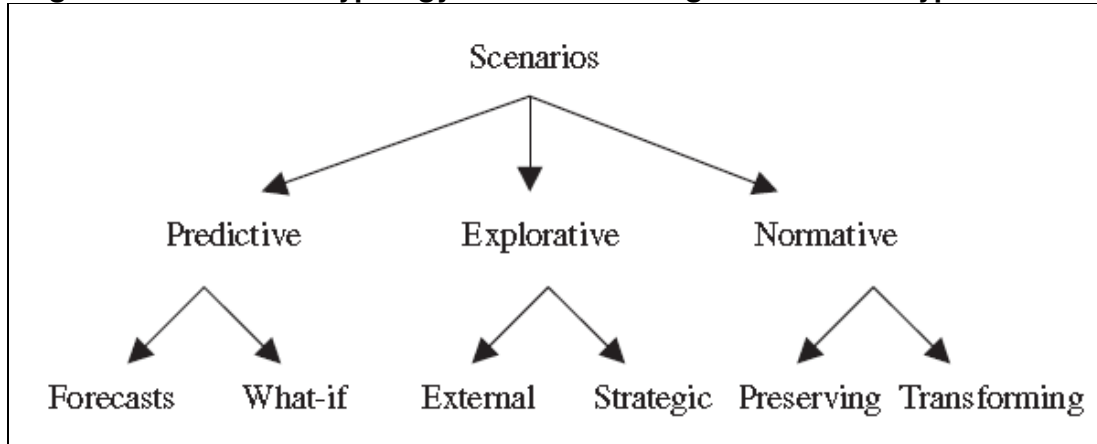 Scenarios
Predictive Explorative Normative
Forecasts What-if External Strategic Preserving Transforming